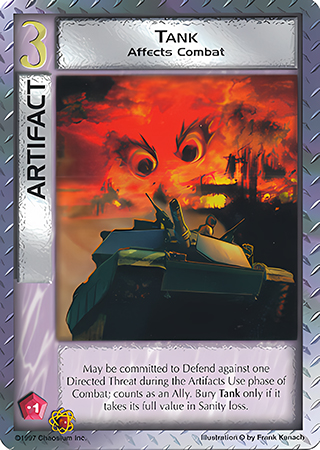 3
TANK
Affects Combat
ARTIFACT
May be committed to Defend against one
Directed Threat during the Artifacts Use phase of
Combat; counts as an Ally. Bury Tank only if it
takes its full value in Sanity loss.
-1
©1997 Chaosium Inc.
Illustration © by Frank Konach